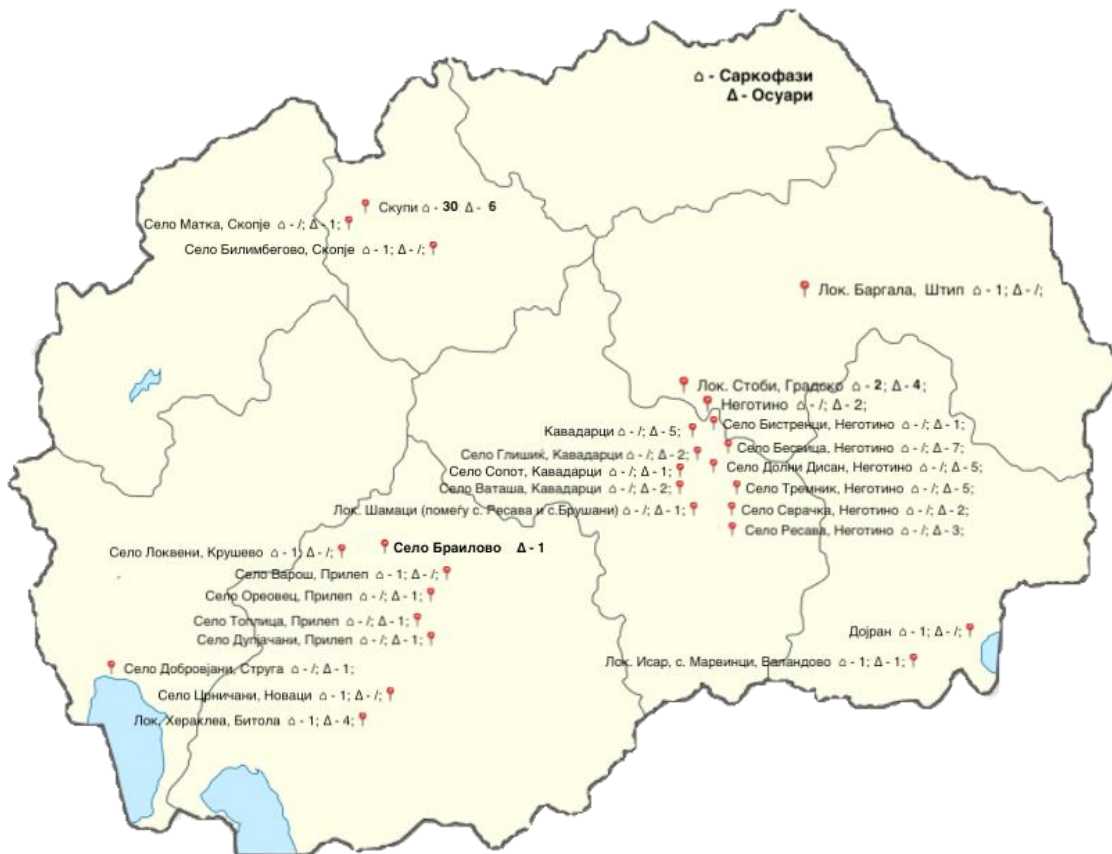 ⌂ - Саркофази
Δ - Осуари
Скупи ⌂ - 30 Δ - 6
Село Матка, Скопје ⌂ - /; Δ - 1;
Село Билимбегово, Скопје ⌂ - 1; Δ - /;
Лок. Баргала, Штип ⌂ - 1; Δ - /;
Лок. Стоби, Градско ⌂ - 2; Δ - 4;
Неготино ⌂ - /; Δ - 2;
Село Бистренци, Неготино ⌂ - /; Δ - 1;
Кавадарци ⌂ - /; Δ - 5;
Село Бесвица, Неготино ⌂ - /; Δ - 7;
Село Глишиќ, Кавадарци ⌂ - /; Δ - 2;
Село Долни Дисан, Неготино ⌂ - /; Δ - 5;
Село Сопот, Кавадарци ⌂ - /; Δ - 1;
Село Тремник, Неготино ⌂ - /; Δ - 5;
Село Ваташа, Кавадарци ⌂ - /; Δ - 2;
Лок. Шамаци (помеѓу с. Ресава и с.Брушани) ⌂ - /; Δ - 1;
Село Сврачка, Неготино ⌂ - /; Δ - 2;
Село Ресава, Неготино ⌂ - /; Δ - 3;
Село Браилово Δ - 1
Село Локвени, Крушево ⌂ - 1; Δ - /;
Село Варош, Прилеп ⌂ - 1; Δ - /;
Село Ореовец, Прилеп ⌂ - /; Δ - 1;
Село Топлица, Прилеп ⌂ - /; Δ - 1;
Село Дупјачани, Прилеп ⌂ - /; Δ - 1;
Дојран ⌂ - 1; Δ - /;
Лок. Исар, с. Марвинци, Валандово ⌂ - 1; Δ - 1;
Село Добровјани, Струга ⌂ - /; Δ - 1;
Село Црничани, Новаци ⌂ - 1; Δ - /;
Лок. Хераклеа, Битола ⌂ - 1; Δ - 4;